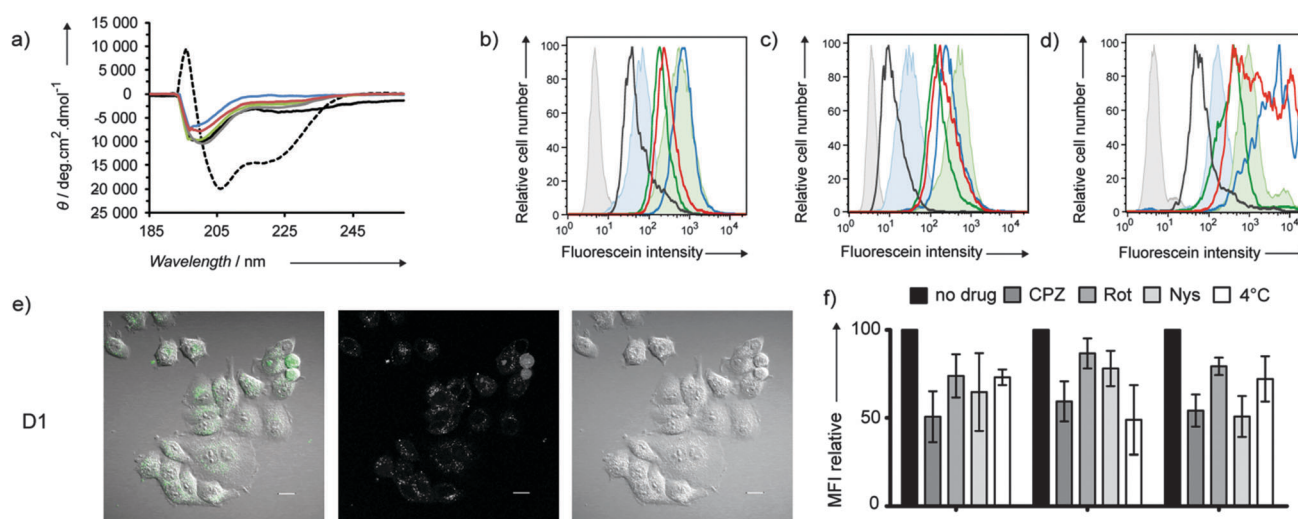 a)
θ / deg.cm².dmol⁻¹
15 000
10 000
5 000
0
5 000
10 000
15 000
20 000
25 000
185 205 225 245
Wavelength / nm
b)
Relative cell number
100
80
60
40
20
0
10⁰ 10¹ 10² 10³ 10⁴
Fluorescein intensity
c)
Relative cell number
100
80
60
40
20
0
10⁰ 10¹ 10² 10³ 10⁴
Fluorescein intensity
d)
Relative cell number
100
80
60
40
20
0
10⁰ 10¹ 10² 10³ 10⁴
Fluorescein intensity
e)
D1
f)
no drug CPZ Rot Nys 4°C
MFI relative
100
50
0